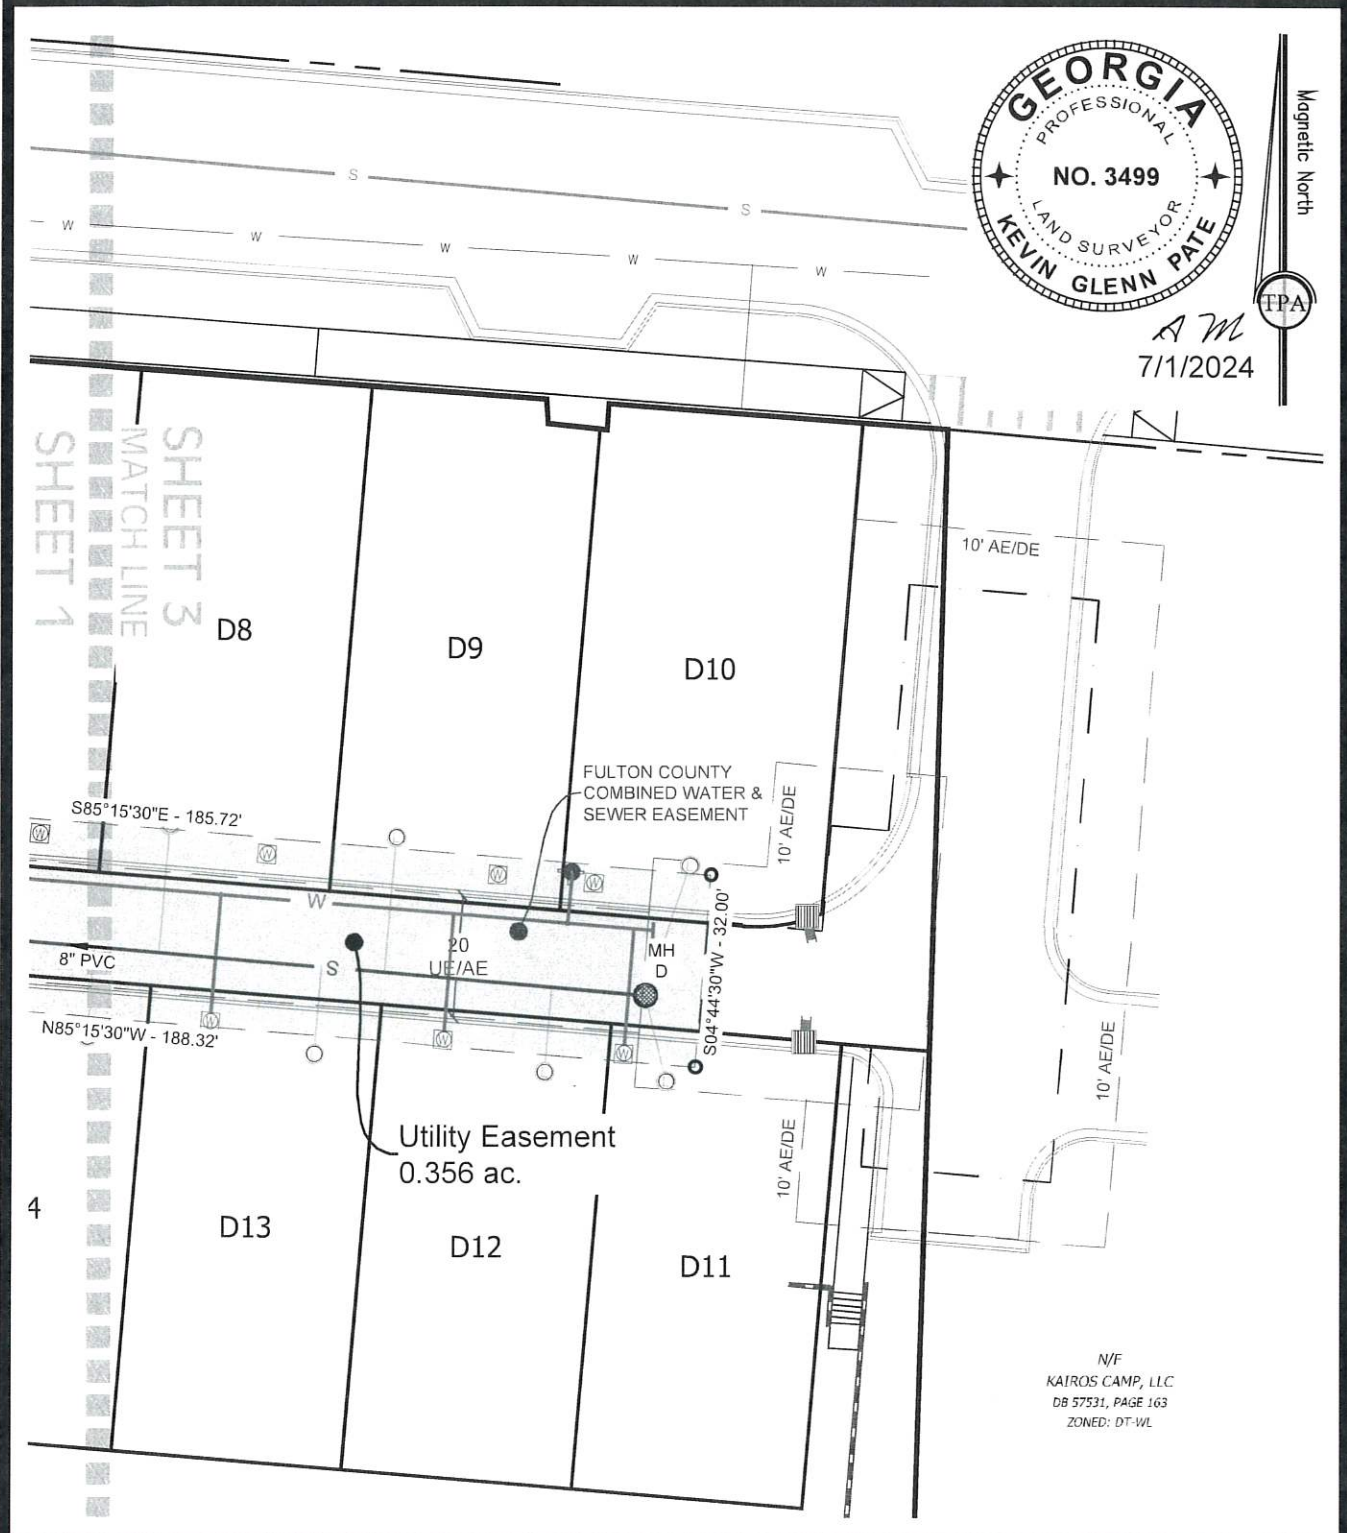 GEORGIA
PROFESSIONAL
NO. 3499
LAND SURVEYOR
KEVIN GLENN PATE
7/1/2024
Magnetic North
TPA
S
S
W
W
W
W
W
SHEET 3
MATCH LINE
SHEET 1
D8
D9
D10
10' AE/DE
FULTON COUNTY
COMBINED WATER &
SEWER EASEMENT
10' AE/DE
S85°15'30"E - 185.72'
W
W
W
W
W
S04°44'30"W - 32.00'
20
UE/AE
MH
D
8" PVC
S
N85°15'30"W - 188.32'
W
W
W
10' AE/DE
10' AE/DE
Utility Easement
0.356 ac.
4
D13
D12
D11
N/F
KAIROS CAMP, LLC
DB 57531, PAGE 163
ZONED: DT-WL